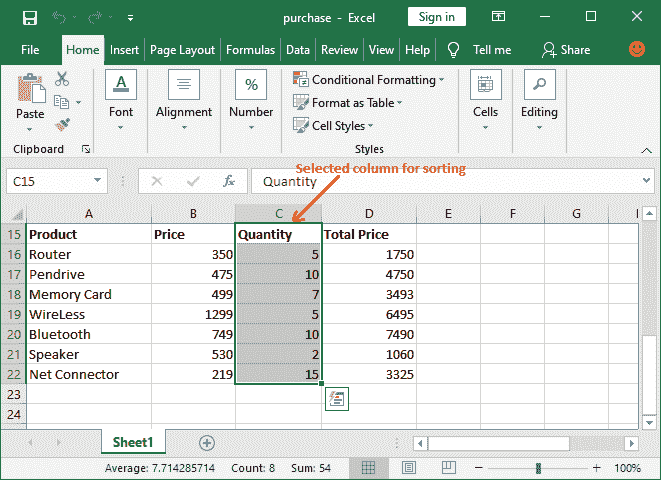 purchase - Excel
Sign in
File Home Insert Page Layout Formulas Data Review View Help Tell me Share
Paste
Clipboard
Font
Alignment
%
Number
Conditional Formatting
Format as Table
Cell Styles
Styles
Cells
Editing
Selected column for sorting
C15 fx Quantity
A B C D E F G H
15 Product Price Quantity Total Price
16 Router 350 5 1750
17 Pendrive 475 10 4750
18 Memory Card 499 7 3493
19 WireLess 1299 5 6495
20 Bluetooth 749 10 7490
21 Speaker 530 2 1060
22 Net Connector 219 15 3325
23
24
Sheet1
Average: 7.714285714 Count: 8 Sum: 54 100%